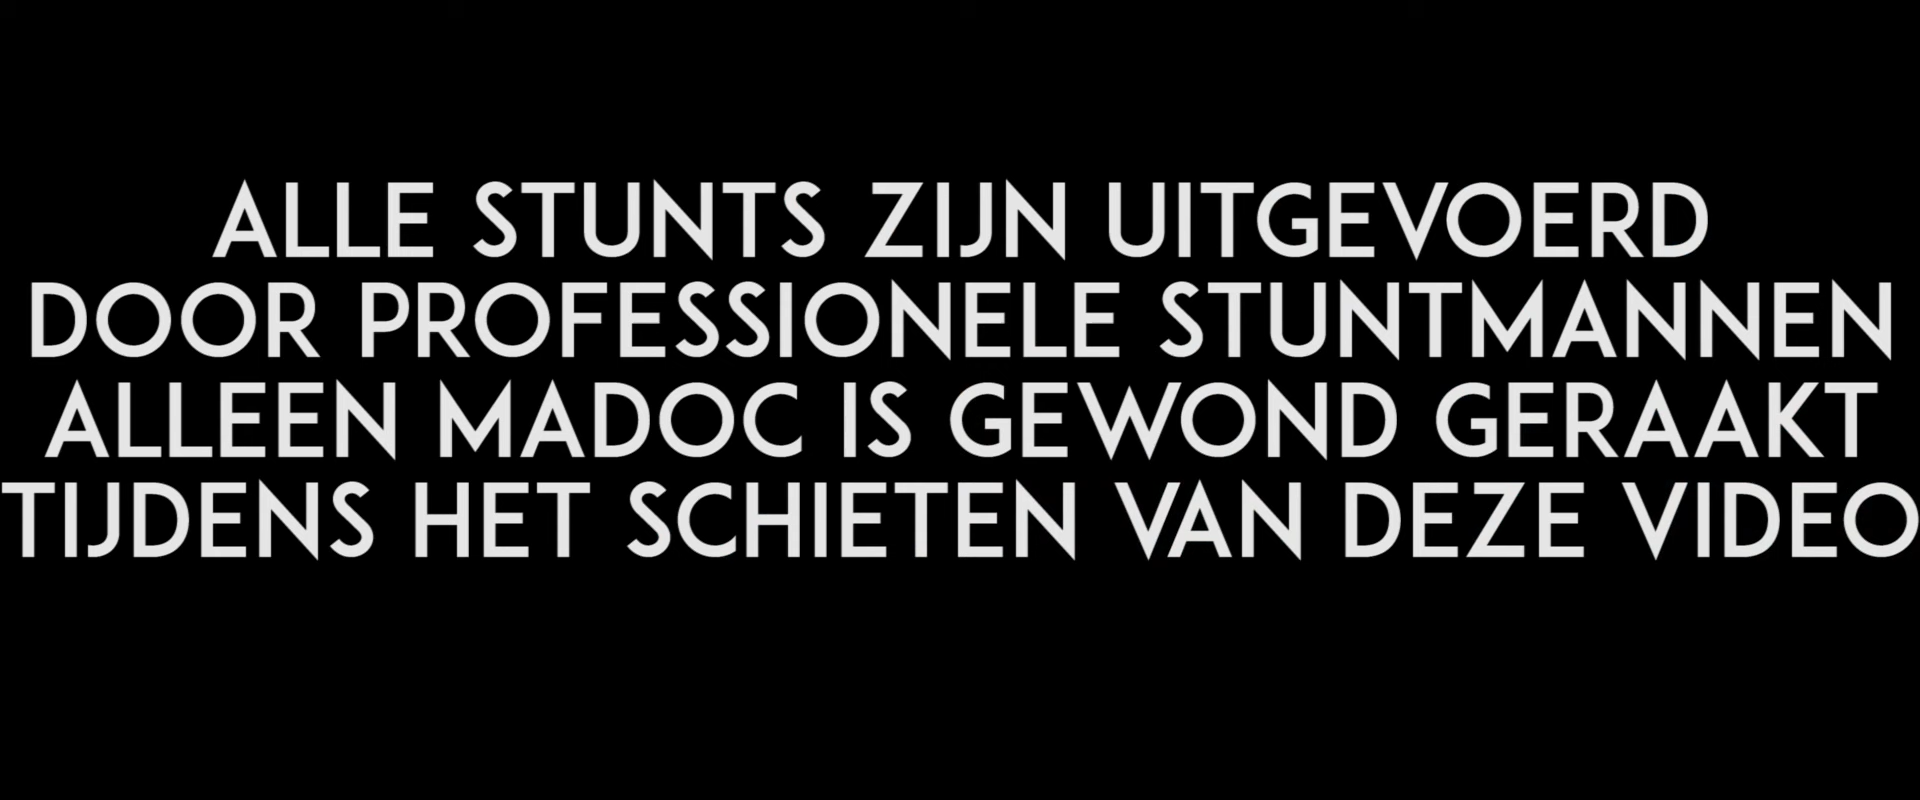 ALLE STUNTS ZIJN UITGEVOERD
DOOR PROFESSIONELE STUNTMANNEN
ALLEEN MADOC IS GEWOND GERAAKT
TIJDENS HET SCHIETEN VAN DEZE VIDEO